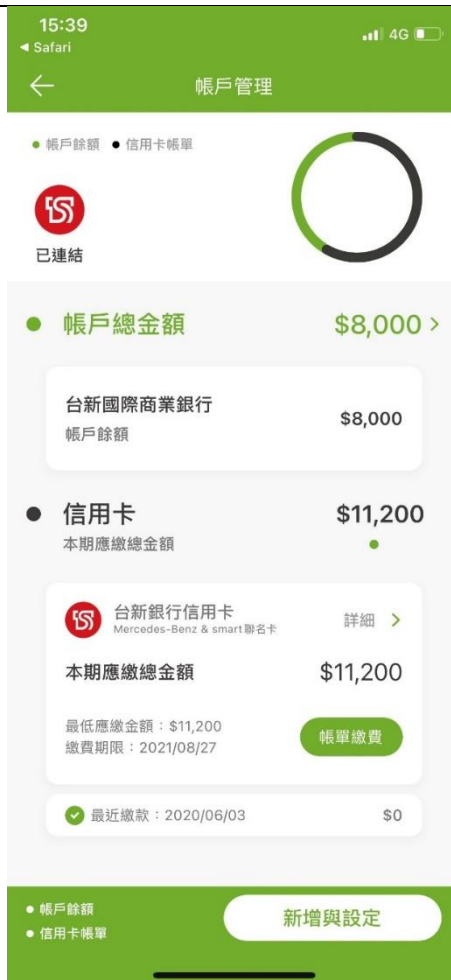 15:39
◀ Safari
4G
帳戶管理
帳戶餘額 信用卡帳單
已連結
帳戶總金額 $8,000
台新國際商業銀行
$8,000
帳戶餘額
信用卡 $11,200
本期應繳總金額
台新銀行信用卡
詳細
Mercedes-Benz & smart 聯名卡
本期應繳總金額 $11,200
最低應繳金額：$11,200
帳單繳費
繳費期限：2021/08/27
最近繳款：2020/06/03 $0
帳戶餘額
新增與設定
信用卡帳單